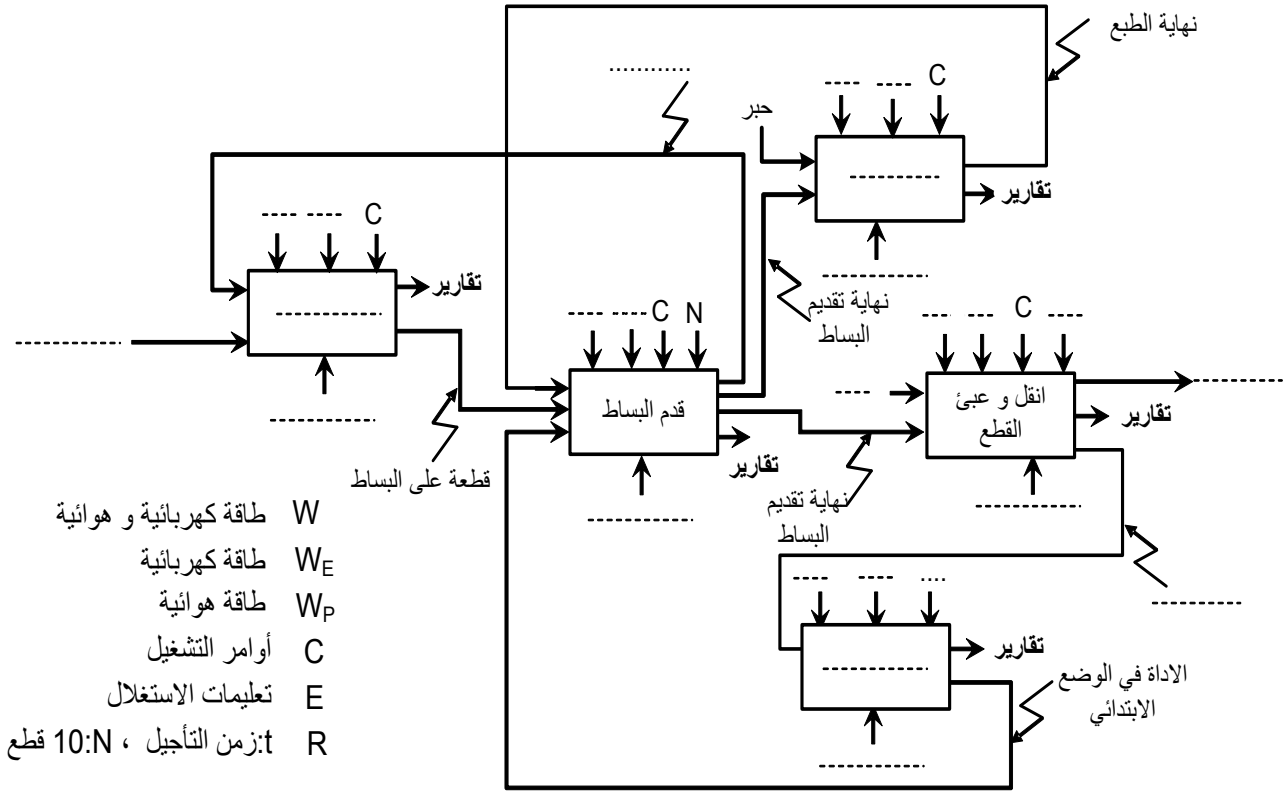 نهاية الطبع
............
---- ---- C
حبر
--------------
تقارير
--------------
---- ---- C
تقارير
--------------
--------------
--------------
نهاية تقديم
البساط
---- ---- C N
قدم البساط
تقارير
--------------
---- ---- C ----
----
انقل و عبئ
القطع
--------------
تقارير
--------------
قطعة على البساط
نهاية تقديم
البساط
--------------
---- ---- ....
--------------
تقارير
--------------
الاداة في الوضع
الابتدائي
W طاقة كهربائية و هوائية
WE طاقة كهربائية
WP طاقة هوائية
C أوامر التشغيل
E تعليمات الاستغلال
R t:زمن التأجيل ، N:10 قطع